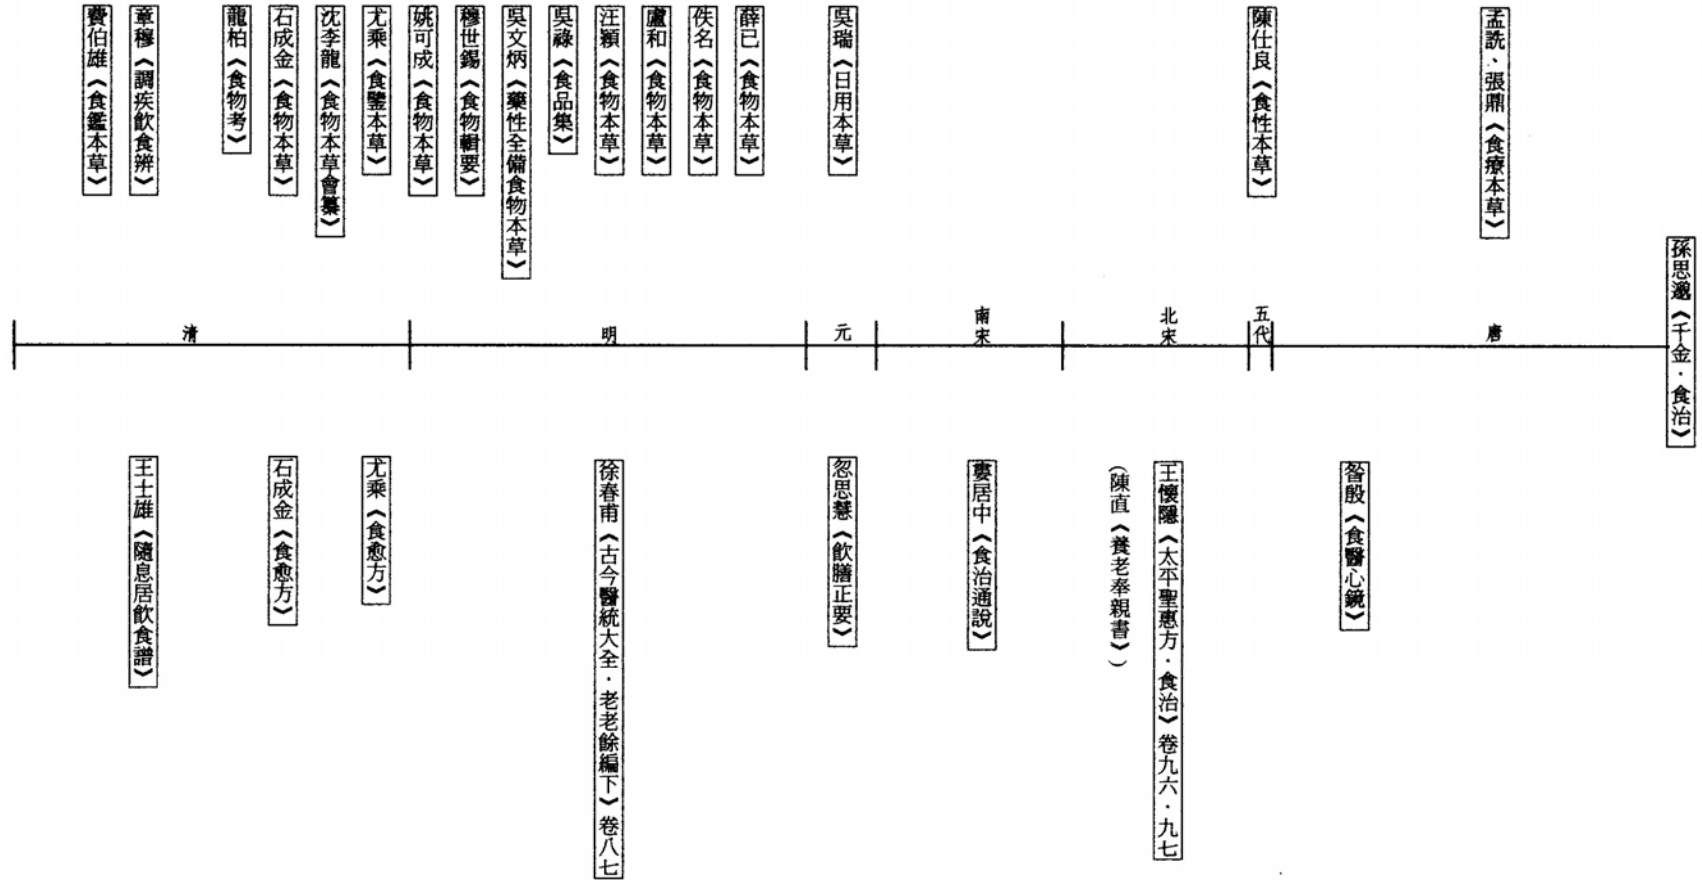 孫思邈《千金·食治》
孟詵、張鼎《食療本草》
陳仕良《食性本草》
吳瑞《日用本草》
薛已《食物本草》
佚名《食物本草》
盧和《食物本草》
汪穎《食物本草》
吳祿《食品集》
吳文炳《藥性全備食物本草》
穆世錫《食物輯要》
姚可成《食物本草》
尤乘《食鑒本草》
沈李龍《食物本草會纂》
石成金《食物本草》
龍柏《食物考》
章穆《調疾飲食辨》
費伯雄《食鑑本草》
唐
五代
北宋
南宋
元
明
清
昝殷《食醫心鏡》
王懷隱《太平聖惠方·食治》卷九六·九七
（陳直《養老奉親書》）
婁居中《食治通說》
忽思慧《飲膳正要》
徐春甫《古今醫統大全·老老餘編下》卷八七
尤乘《食愈方》
石成金《食愈方》
王士雄《隨息居飲食譜》